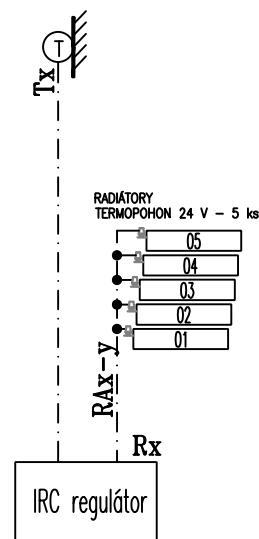 T
Tx
RADIÁTORY
TERMOPOHON 24 V – 5 ks
05
04
03
02
01
RAx-y
Rx
IRC regulátor